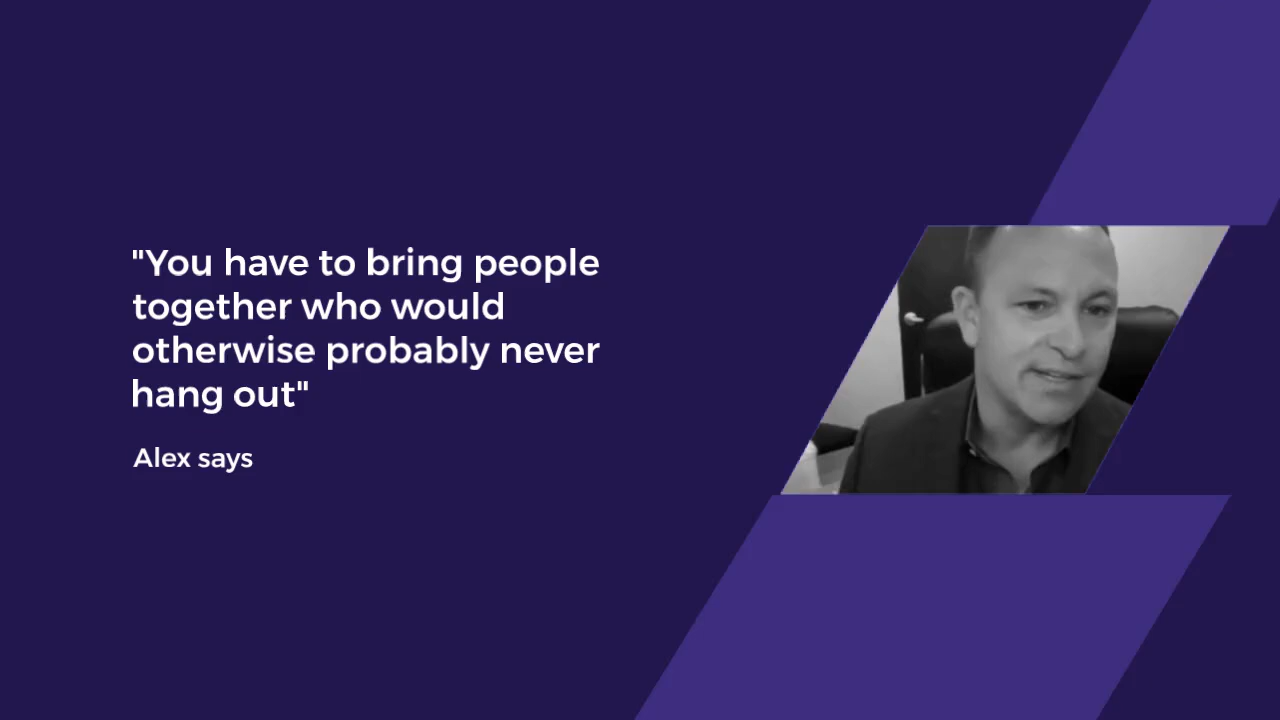 "You have to bring people
together who would
otherwise probably never
hang out"
Alex says